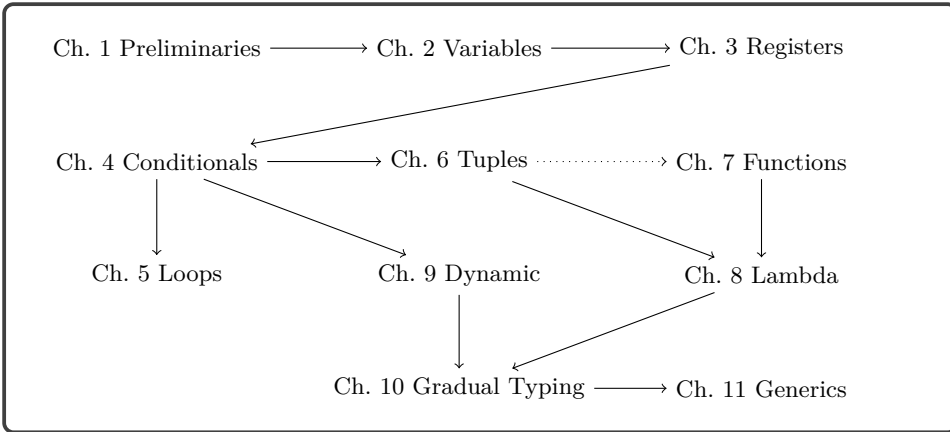 Ch. 1 Preliminaries
Ch. 2 Variables
Ch. 3 Registers
Ch. 4 Conditionals
Ch. 6 Tuples
Ch. 7 Functions
Ch. 5 Loops
Ch. 9 Dynamic
Ch. 8 Lambda
Ch. 10 Gradual Typing
Ch. 11 Generics